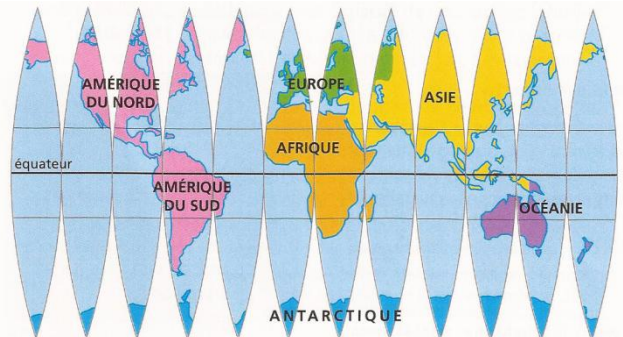 AMÉRIQUE
DU NORD
EUROPE
ASIE
AFRIQUE
équateur
AMÉRIQUE
DU SUD
OCÉANIE
ANTARCTIQUE